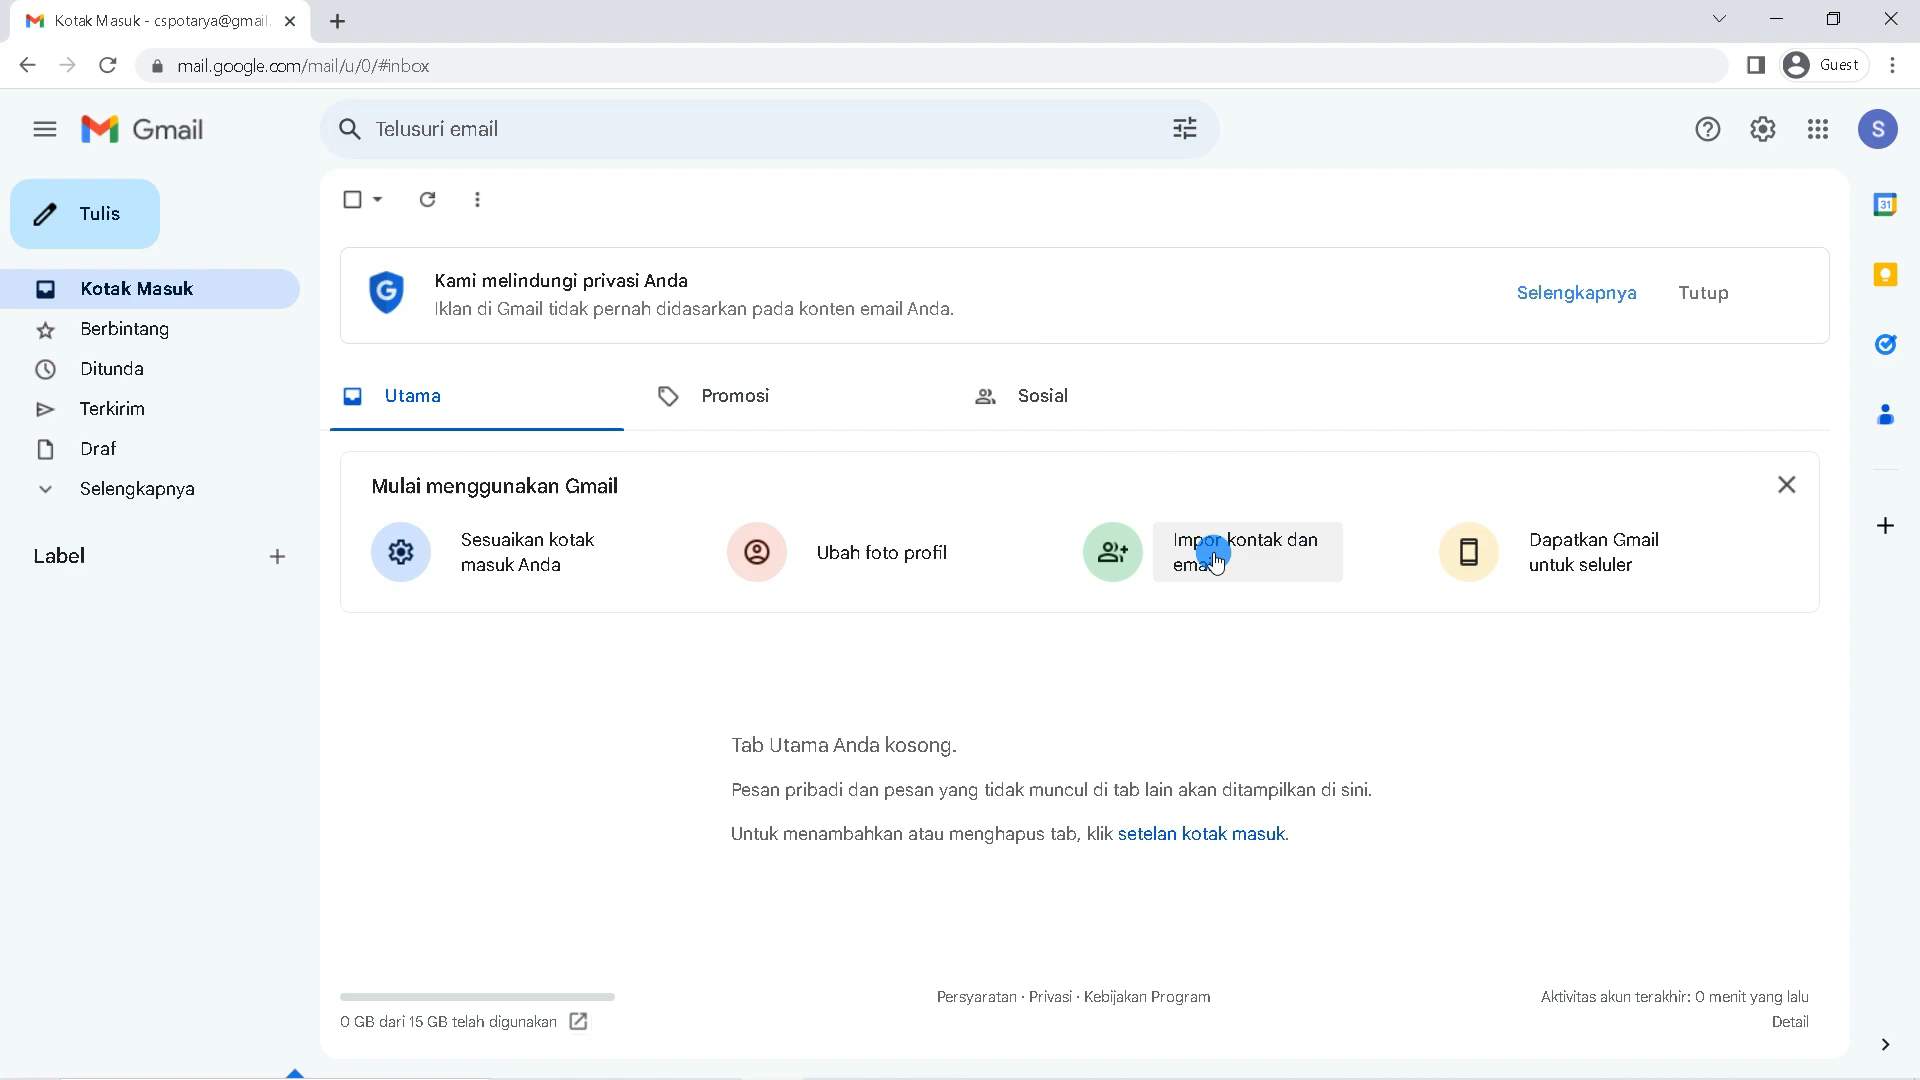 Kotak Masuk - cspotarya@gmail.
mail.google.com/mail/u/0/#inbox
Guest
Gmail
Telusuri email
S
Tulis
Kotak Masuk
Berbintang
Ditunda
Terkirim
Draf
Selengkapnya
Label
Kami melindungi privasi Anda
Iklan di Gmail tidak pernah didasarkan pada konten email Anda.
Selengkapnya
Tutup
31
Utama
Promosi
Sosial
Mulai menggunakan Gmail
Sesuaikan kotak
masuk Anda
Ubah foto profil
Impor kontak dan
Dapatkan Gmail
untuk seluler
Tab Utama Anda kosong.
Pesan pribadi dan pesan yang tidak muncul di tab lain akan ditampilkan di sini.
Untuk menambahkan atau menghapus tab, klik setelan kotak masuk.
0 GB dari 15 GB telah digunakan
Persyaratan · Privasi · Kebijakan Program
Aktivitas akun terakhir: 0 menit yang lalu
Detail